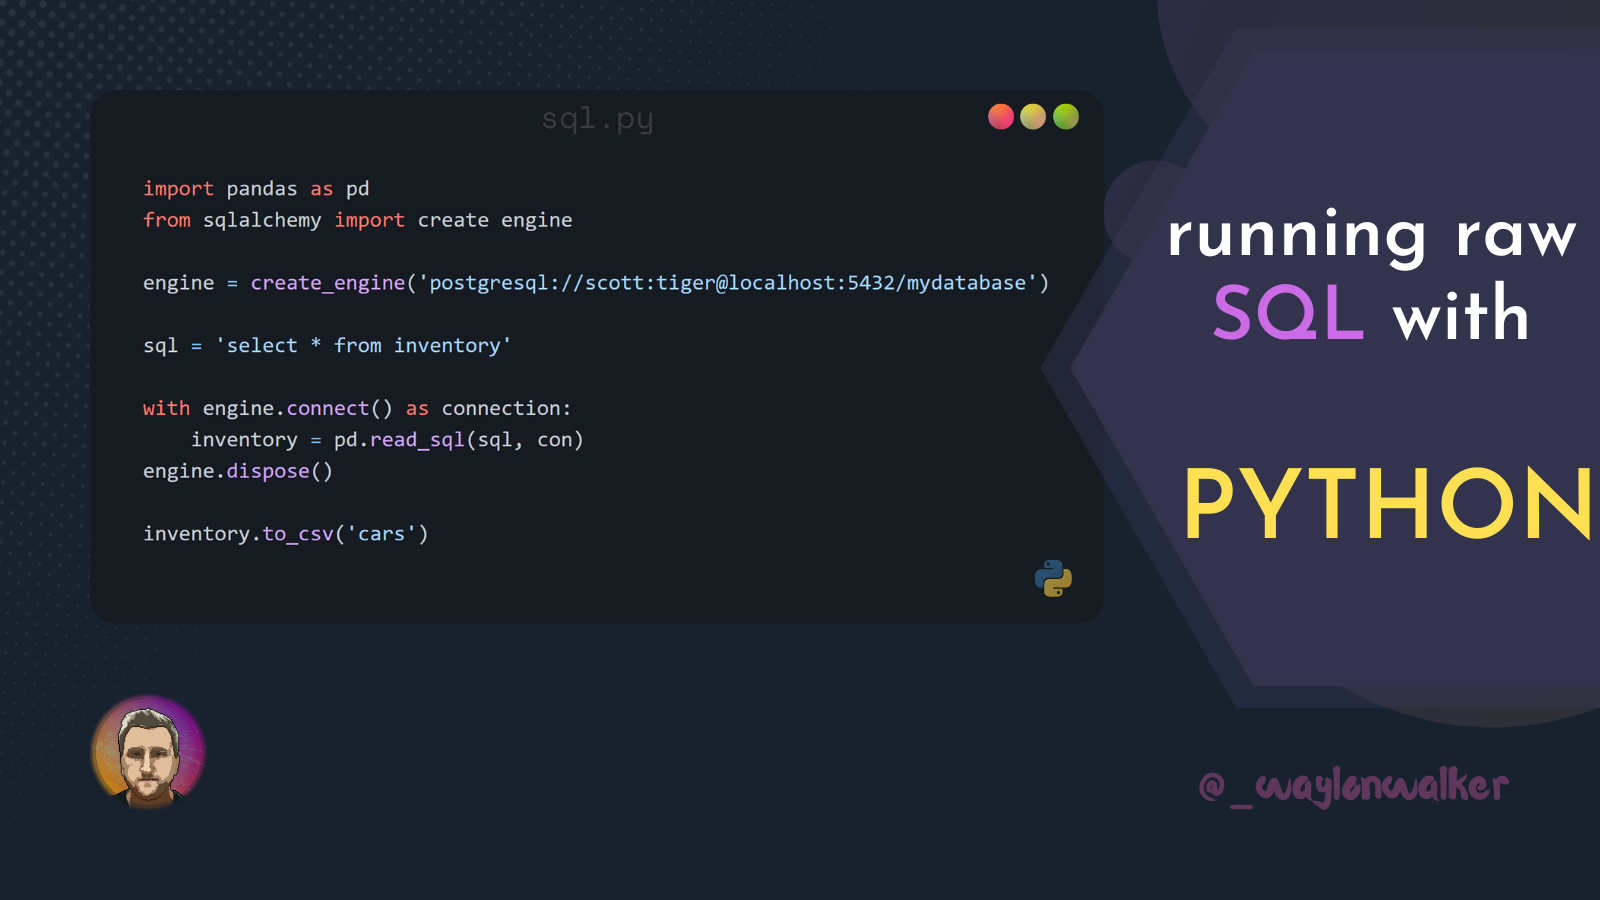 sql.py
import pandas as pd
from sqlalchemy import create engine
engine = create_engine('postgresql://scott:tiger@localhost:5432/mydatabase')
sql = 'select * from inventory'
with engine.connect() as connection:
    inventory = pd.read_sql(sql, con)
engine.dispose()
inventory.to_csv('cars')
running raw
SQL with
PYTHON
@_waylonwalker